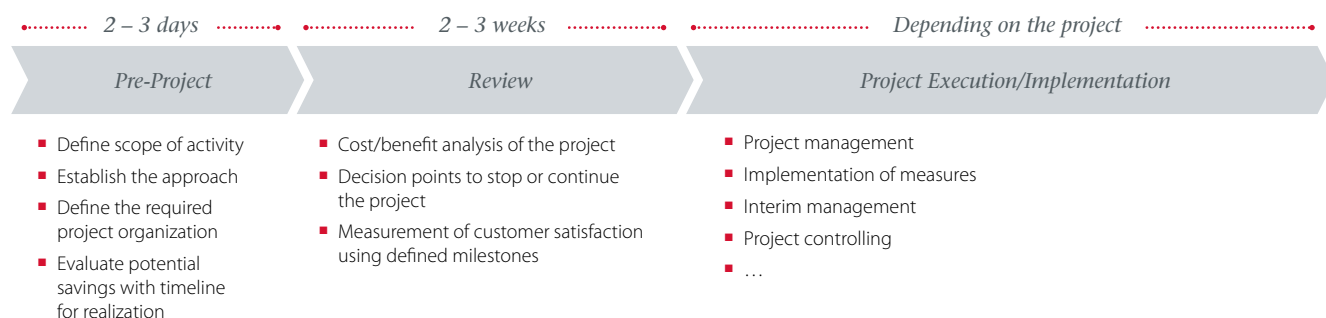 2 – 3 days
2 – 3 weeks
Depending on the project
Pre-Project
Review
Project Execution/Implementation
■ Define scope of activity
■ Establish the approach
■ Define the required
project organization
■ Evaluate potential
savings with timeline
for realization
■ Cost/benefit analysis of the project
■ Decision points to stop or continue
the project
■ Measurement of customer satisfaction
using defined milestones
■ Project management
■ Implementation of measures
■ Interim management
■ Project controlling
■ …